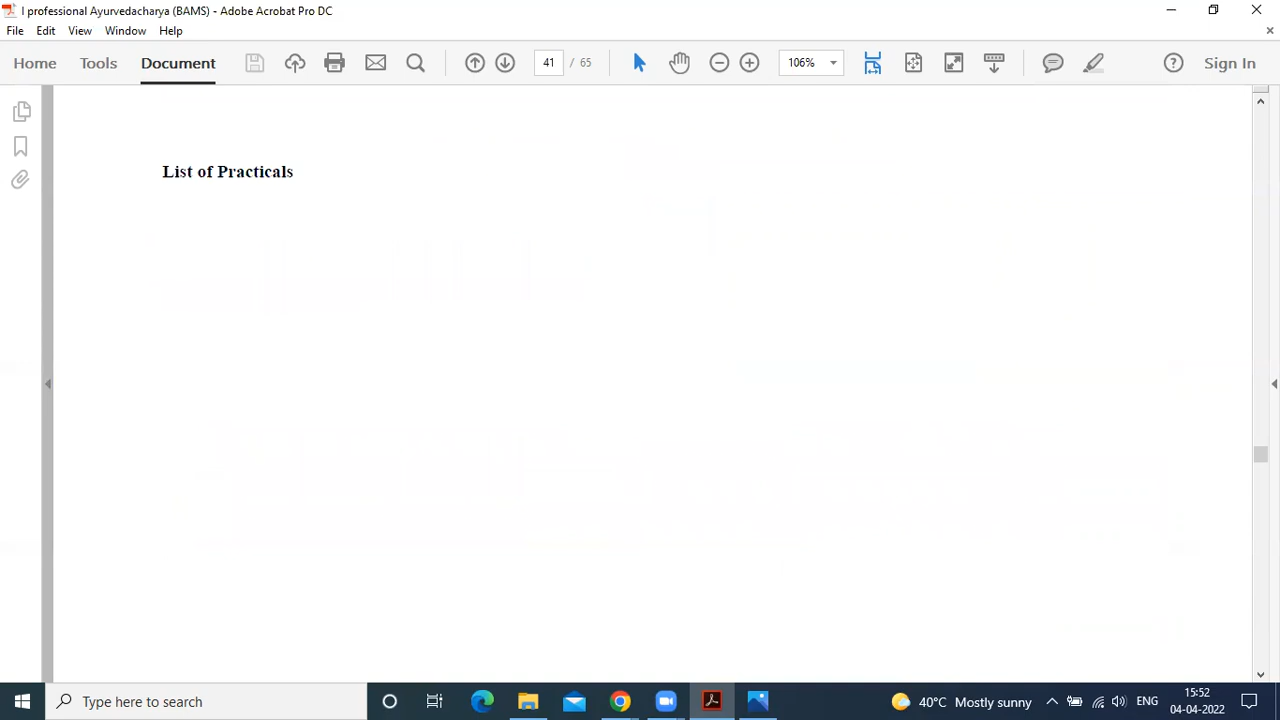 I professional Ayurvedacharya (BAMS) - Adobe Acrobat Pro DC
File Edit View Window Help
Home Tools Document 41 / 65 106% Sign In
List of Practicals
Type here to search
40°C Mostly sunny ENG 15:52
04-04-2022